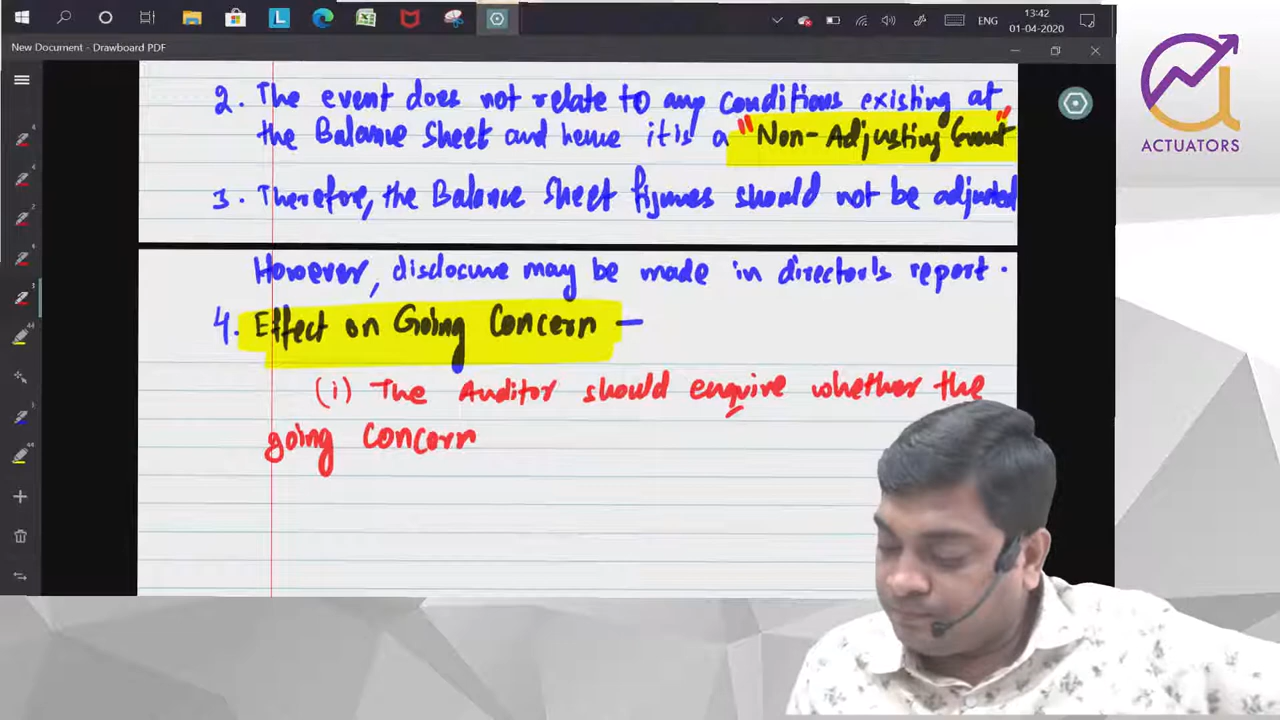 13:42
ENG
01-04-2020
New Document - Drawboard PDF
2. The event does not relate to any conditions existing at
the Balance Sheet and hence it is a "Non-Adjusting Event"
3. Therefore, the Balance Sheet figures should not be adjusted
However, disclosure may be made in director's report.
4. Effect on Going Concern –
(i) The Auditor should enquire whether the
going concern
ACTUATORS